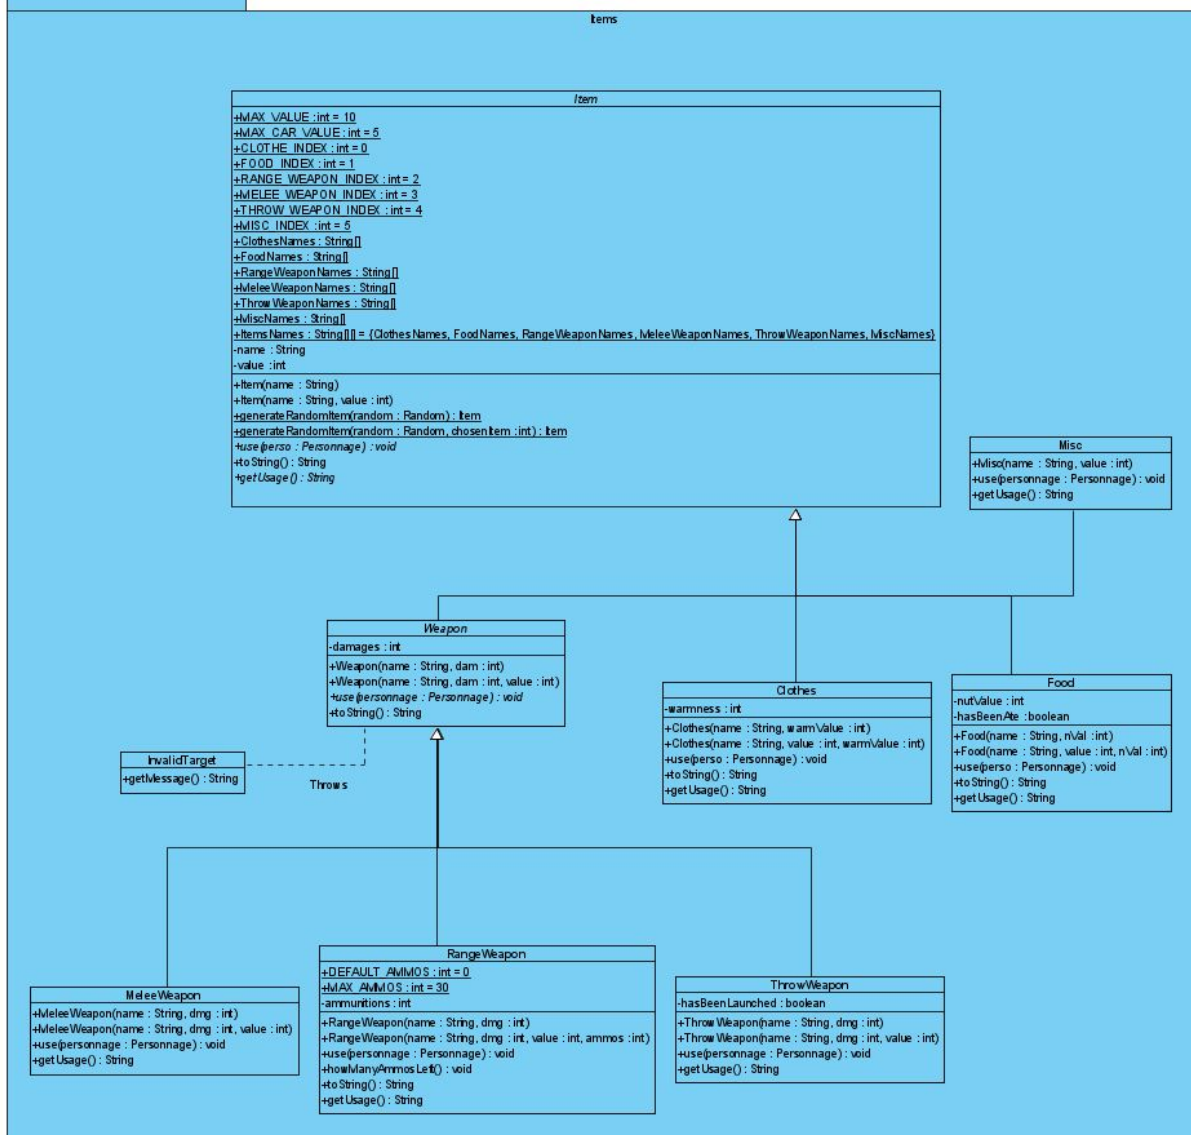 Items
Item
+MAX_VALUE : int = 10
+MAX_CAR_VALUE : int = 5
+CLOTHE_INDEX : int = 0
+FOOD_INDEX : int = 1
+RANGE_WEAPON_INDEX : int = 2
+MELEE_WEAPON_INDEX : int = 3
+THROW_WEAPON_INDEX : int = 4
+MISC_INDEX : int = 5
+ClothesNames : String[]
+FoodNames : String[]
+RangeWeaponNames : String[]
+MeleeWeaponNames : String[]
+ThrowWeaponNames : String[]
+MiscNames : String[]
+ItemsNames : String[][] = {ClothesNames, FoodNames, RangeWeaponNames, MeleeWeaponNames, ThrowWeaponNames, MiscNames}
-name : String
-value : int
+Item(name : String)
+Item(name : String, value : int)
+generateRandomItem(random : Random) : Item
+generateRandomItem(random : Random, chosenItem : int) : Item
+use(perso : Personnage) : void
+toString() : String
+getUsage() : String
Misc
+Misc(name : String, value : int)
+use(personnage : Personnage) : void
+getUsage() : String
Weapon
-damages : int
+Weapon(name : String, dam : int)
+Weapon(name : String, dam : int, value : int)
+use(personnage : Personnage) : void
+toString() : String
Clothes
-warmness : int
+Clothes(name : String, warmValue : int)
+Clothes(name : String, value : int, warmValue : int)
+use(perso : Personnage) : void
+toString() : String
+getUsage() : String
Food
-nutValue : int
-hasBeenAte : boolean
+Food(name : String, nVal : int)
+Food(name : String, value : int, nVal : int)
+use(perso : Personnage) : void
+toString() : String
+getUsage() : String
InvalidTarget
+getMessage() : String
Throws
MeleeWeapon
+MeleeWeapon(name : String, dmg : int)
+MeleeWeapon(name : String, dmg : int, value : int)
+use(personnage : Personnage) : void
+getUsage() : String
RangeWeapon
+DEFAULT_AMMOS : int = 0
+MAX_AMMOS : int = 30
-ammunitions : int
+RangeWeapon(name : String, dmg : int)
+RangeWeapon(name : String, dmg : int, value : int, ammos : int)
+use(personnage : Personnage) : void
+howManyAmmosLeft() : void
+toString() : String
+getUsage() : String
ThrowWeapon
-hasBeenLaunched : boolean
+ThrowWeapon(name : String, dmg : int)
+ThrowWeapon(name : String, dmg : int, value : int)
+use(personnage : Personnage) : void
+getUsage() : String